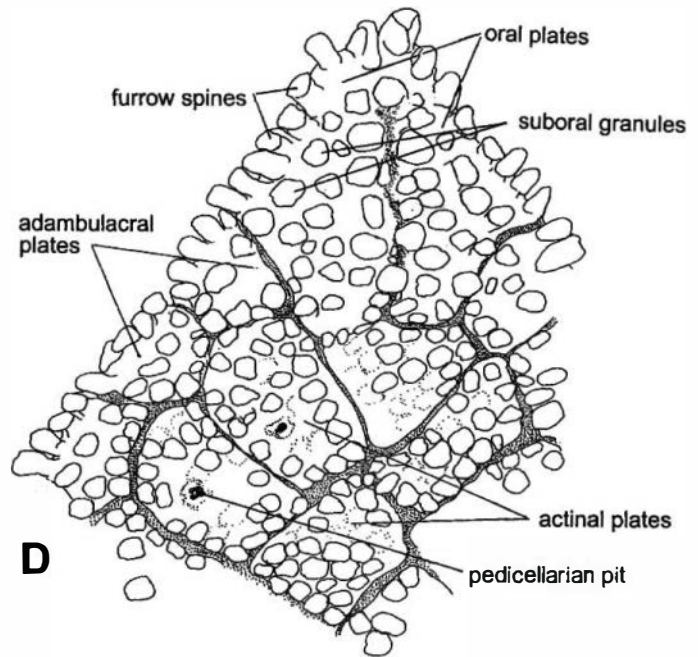 oral plates
furrow spines
suboral granules
adambulacral
plates
actinal plates
D
pedicellarian pit